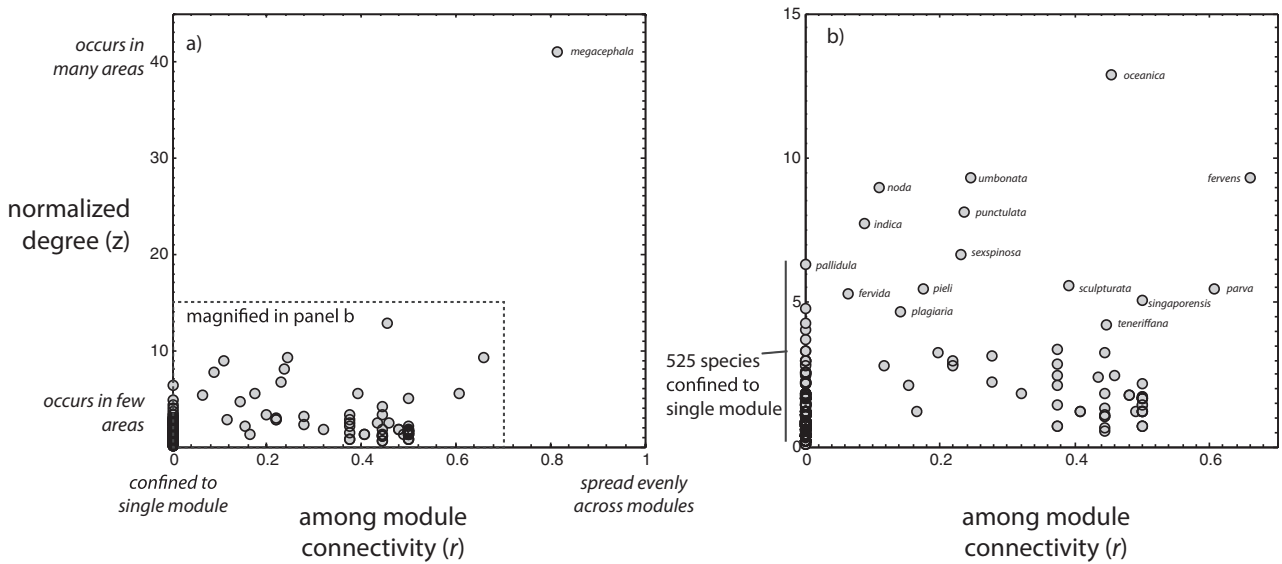 a)
occurs in
many areas
40
megacephala
30
normalized
degree (z)
20
magnified in panel b
10
occurs in few
areas
0
0
0.2
0.4
0.6
0.8
1
confined to
single module
spread evenly
across modules
among module
connectivity (r)
15
b)
oceanica
10
umbonata
fervens
noda
punctulata
indica
sexspinosa
pallidula
fervida
pieli
sculpturata
parva
5
singaporensis
plagiaria
teneriffana
525 species
confined to
single module
0
0
0.2
0.4
0.6
among module
connectivity (r)